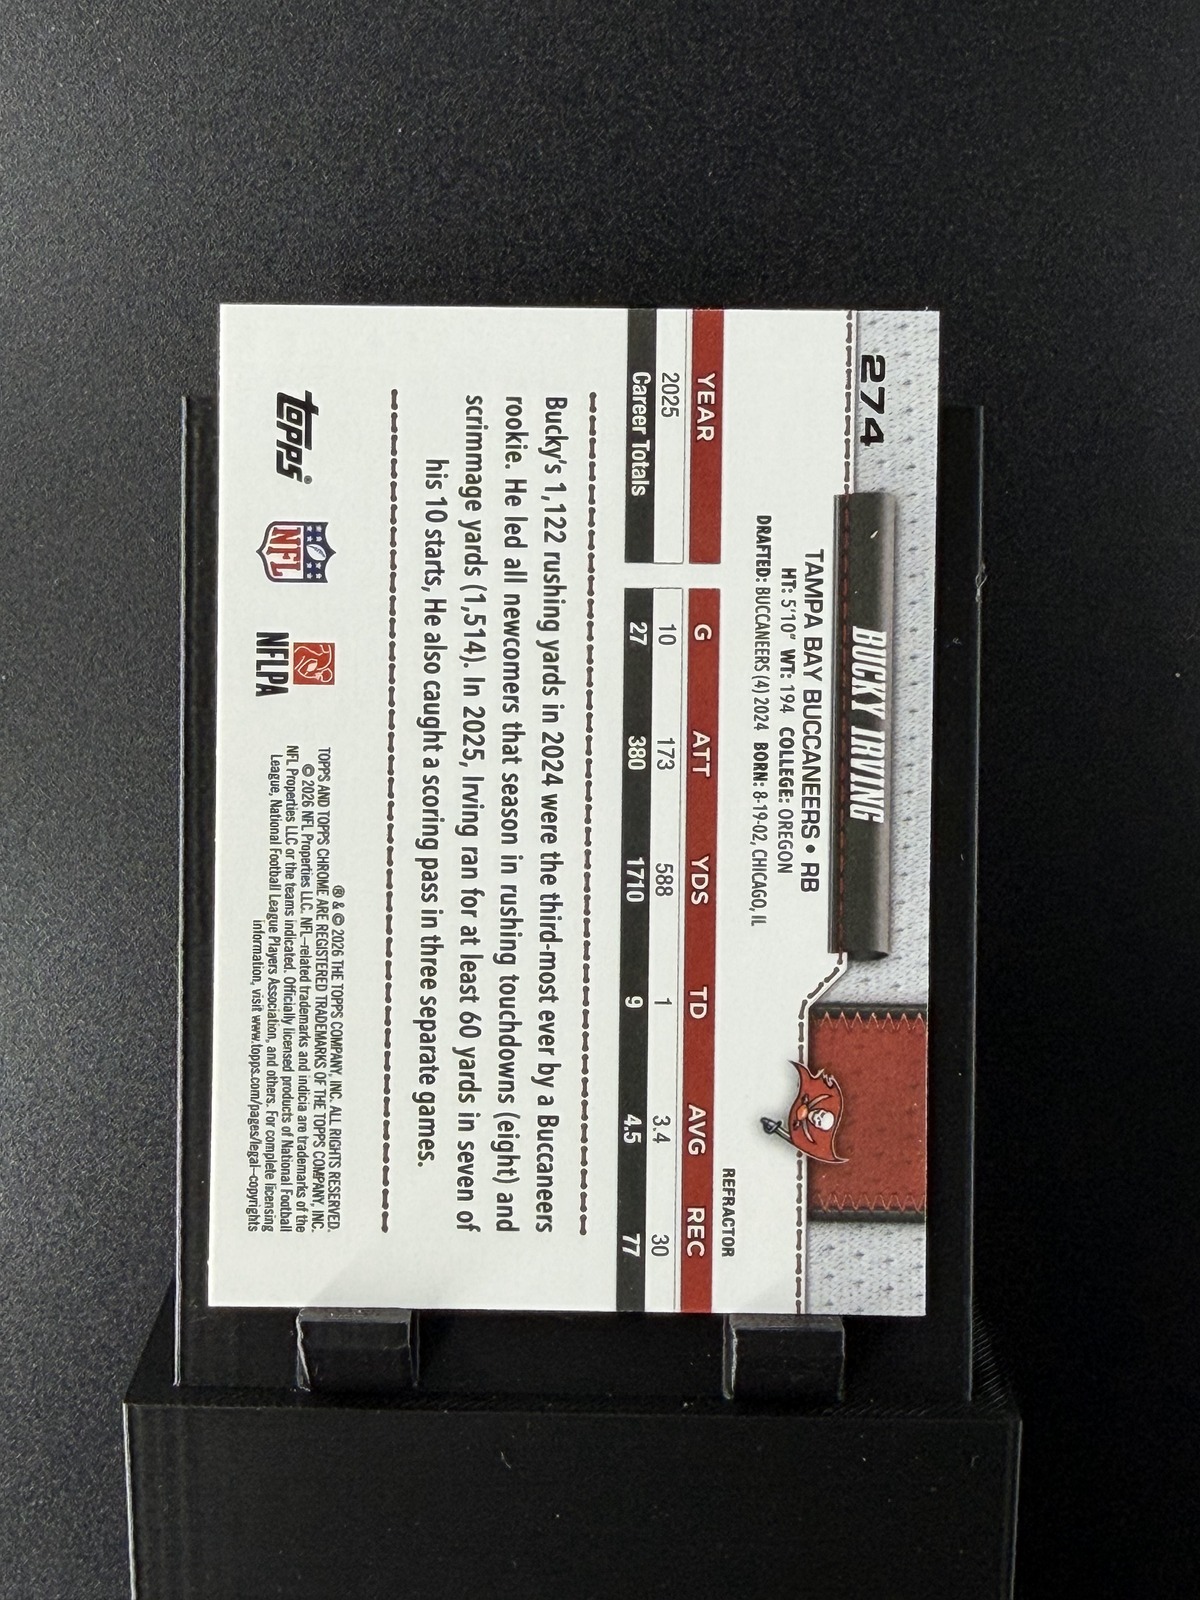 274
BUCKY IRVING
TAMPA BAY BUCCANEERS • RB
HT: 5'10" WT: 194 COLLEGE: OREGON
DRAFTED: BUCCANEERS (4) 2024 BORN: 8-19-02, CHICAGO, IL
REFRACTOR
YEAR G ATT YDS TD AVG REC
2025 10 173 588 1 3.4 30
Career Totals 27 380 1710 9 4.5 77
Bucky's 1,122 rushing yards in 2024 were the third-most ever by a Buccaneers
rookie. He led all newcomers that season in rushing touchdowns (eight) and
scrimmage yards (1,514). In 2025, Irving ran for at least 60 yards in seven of
his 10 starts, He also caught a scoring pass in three separate games.
topps®
NFL
NFLPA
® & © 2026 THE TOPPS COMPANY, INC. ALL RIGHTS RESERVED.
TOPPS AND TOPPS CHROME ARE REGISTERED TRADEMARKS OF THE TOPPS COMPANY, INC.
© 2026 NFL Properties LLC. NFL-related trademarks and indicia are trademarks of the
NFL Properties LLC or the teams indicated. Officially licensed products of National Football
League, National Football League Players Association, and others. For complete licensing
information, visit www.topps.com/pages/legal-copyrights